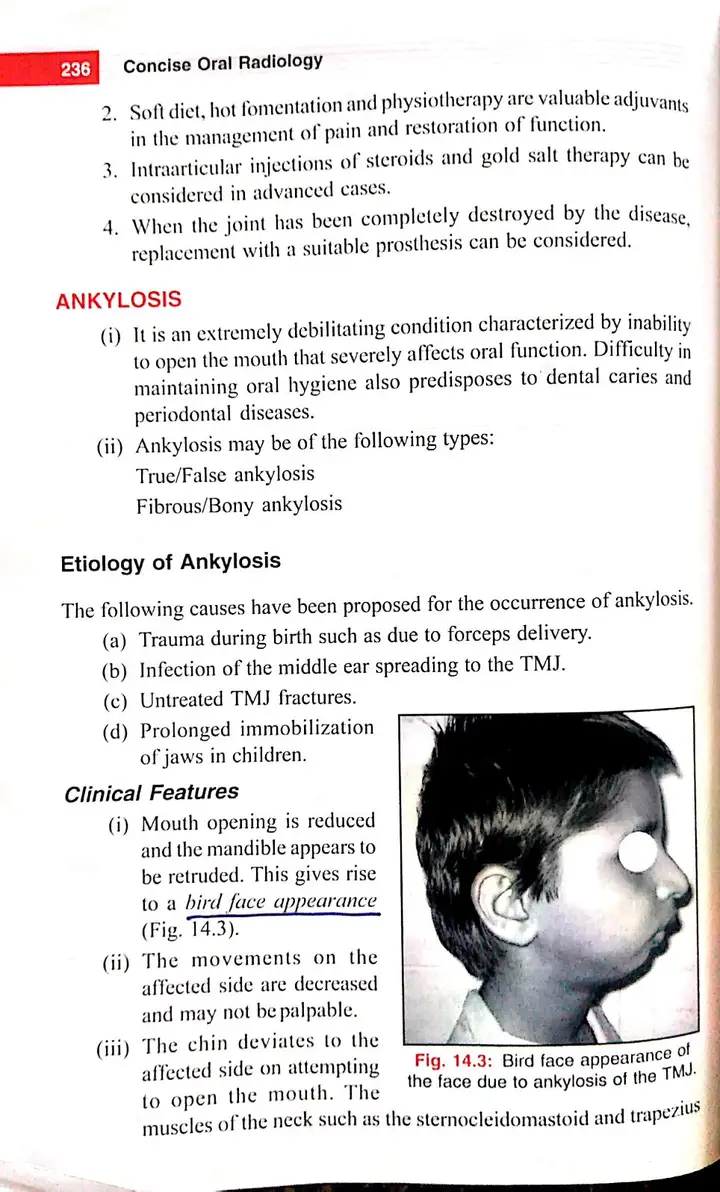 236 Concise Oral Radiology
2. Soft diet, hot fomentation and physiotherapy are valuable adjuvants
in the management of pain and restoration of function.
3. Intraarticular injections of steroids and gold salt therapy can be
considered in advanced cases.
4. When the joint has been completely destroyed by the disease,
replacement with a suitable prosthesis can be considered.
ANKYLOSIS
(i) It is an extremely debilitating condition characterized by inability
to open the mouth that severely affects oral function. Difficulty in
maintaining oral hygiene also predisposes to dental caries and
periodontal diseases.
(ii) Ankylosis may be of the following types:
True/False ankylosis
Fibrous/Bony ankylosis
Etiology of Ankylosis
The following causes have been proposed for the occurrence of ankylosis.
(a) Trauma during birth such as due to forceps delivery.
(b) Infection of the middle ear spreading to the TMJ.
(c) Untreated TMJ fractures.
(d) Prolonged immobilization
of jaws in children.
Clinical Features
(i) Mouth opening is reduced
and the mandible appears to
be retruded. This gives rise
to a bird face appearance
(Fig. 14.3).
(ii) The movements on the
affected side are decreased
and may not be palpable.
(iii) The chin deviates to the
affected side on attempting
to open the mouth. The
muscles of the neck such as the sternocleidomastoid and trapezius
Fig. 14.3: Bird face appearance of
the face due to ankylosis of the TMJ.